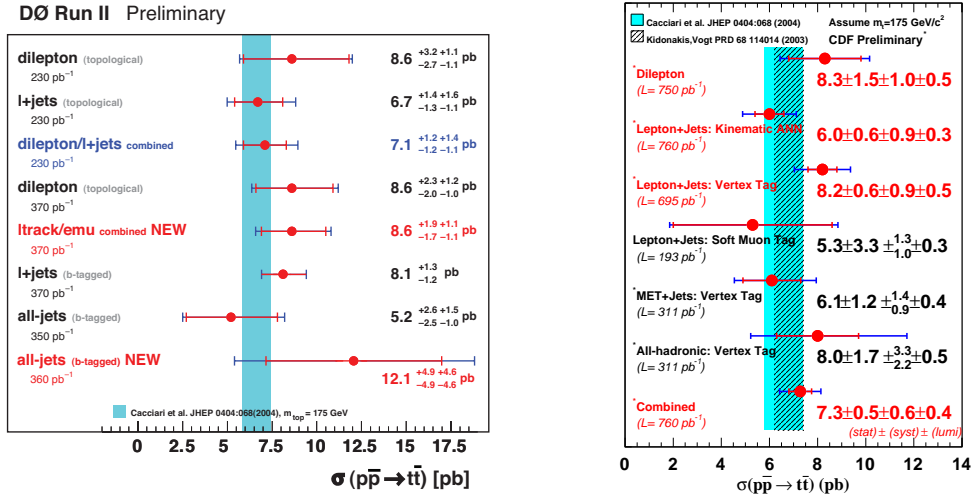 DØ Run II Preliminary
dilepton (topological)
230 pb⁻¹
8.6 +3.2 +1.1 −2.7 −1.1 pb
l+jets (topological)
230 pb⁻¹
6.7 +1.4 +1.6 −1.3 −1.1 pb
dilepton/l+jets combined
230 pb⁻¹
7.1 +1.2 +1.4 −1.2 −1.1 pb
dilepton (topological)
370 pb⁻¹
8.6 +2.3 +1.2 −2.0 −1.0 pb
ltrack/emu combined NEW
370 pb⁻¹
8.6 +1.9 +1.1 −1.7 −1.1 pb
l+jets (b-tagged)
370 pb⁻¹
8.1 +1.3 −1.2 pb
all-jets (b-tagged)
350 pb⁻¹
5.2 +2.6 +1.5 −2.5 −1.0 pb
all-jets (b-tagged) NEW
360 pb⁻¹
12.1 +4.9 +4.6 −4.9 −4.6 pb
Cacciari et al. JHEP 0404:068(2004), m top = 175 GeV
0 2.5 5 7.5 10 12.5 15 17.5
σ (pp̄ → tt̄) [pb]
Cacciari et al. JHEP 0404:068 (2004)
Kidonakis,Vogt PRD 68 114014 (2003)
Assume mt=175 GeV/c²
CDF Preliminary*
*Dilepton
(L= 750 pb⁻¹)
8.3±1.5±1.0±0.5
*Lepton+Jets: Kinematic ANN
(L= 760 pb⁻¹)
6.0±0.6±0.9±0.3
*Lepton+Jets: Vertex Tag
(L= 695 pb⁻¹)
8.2±0.6±0.9±0.5
Lepton+Jets: Soft Muon Tag
(L= 193 pb⁻¹)
5.3±3.3 ±1.3 1.0 ±0.3
*MET+Jets: Vertex Tag
(L= 311 pb⁻¹)
6.1±1.2 ±1.4 0.9 ±0.4
*All-hadronic: Vertex Tag
(L= 311 pb⁻¹)
8.0±1.7 ±3.3 2.2 ±0.5
*Combined
(L= 760 pb⁻¹)
7.3±0.5±0.6±0.4
(stat) ± (syst) ± (lumi)
0 2 4 6 8 10 12 14
σ(pp̄ → tt̄) (pb)